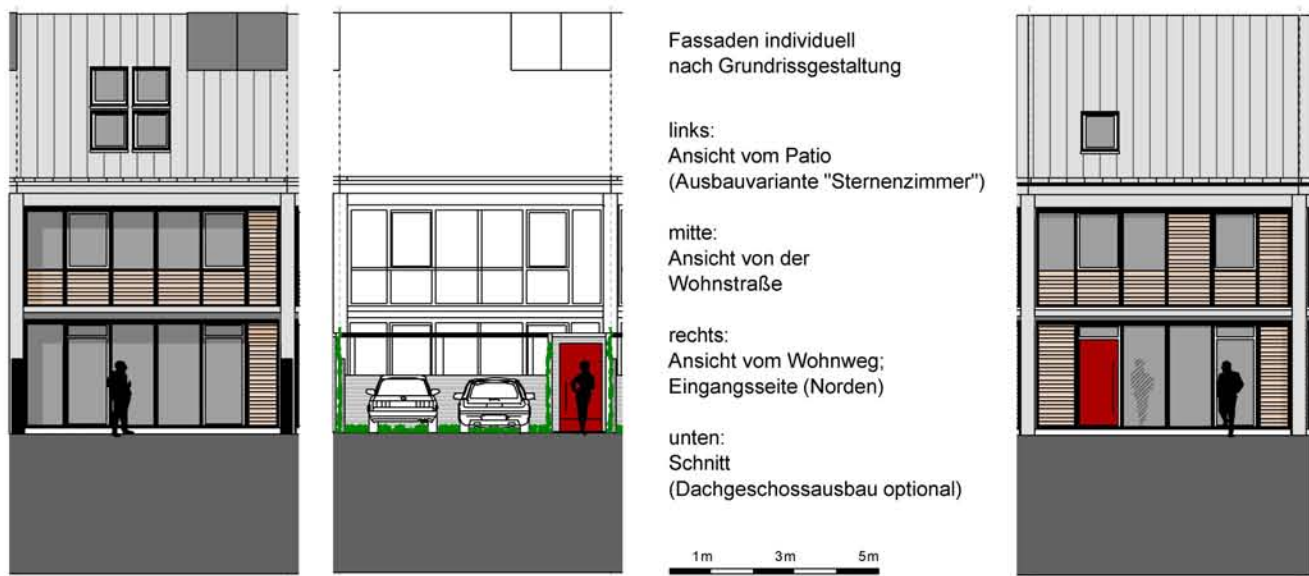 Fassaden individuell
nach Grundrissgestaltung
links:
Ansicht vom Patio
(Ausbauvariante "Sternenzimmer")
mitte:
Ansicht von der
Wohnstraße
rechts:
Ansicht vom Wohnweg;
Eingangsseite (Norden)
unten:
Schnitt
(Dachgeschossausbau optional)
1m 3m 5m